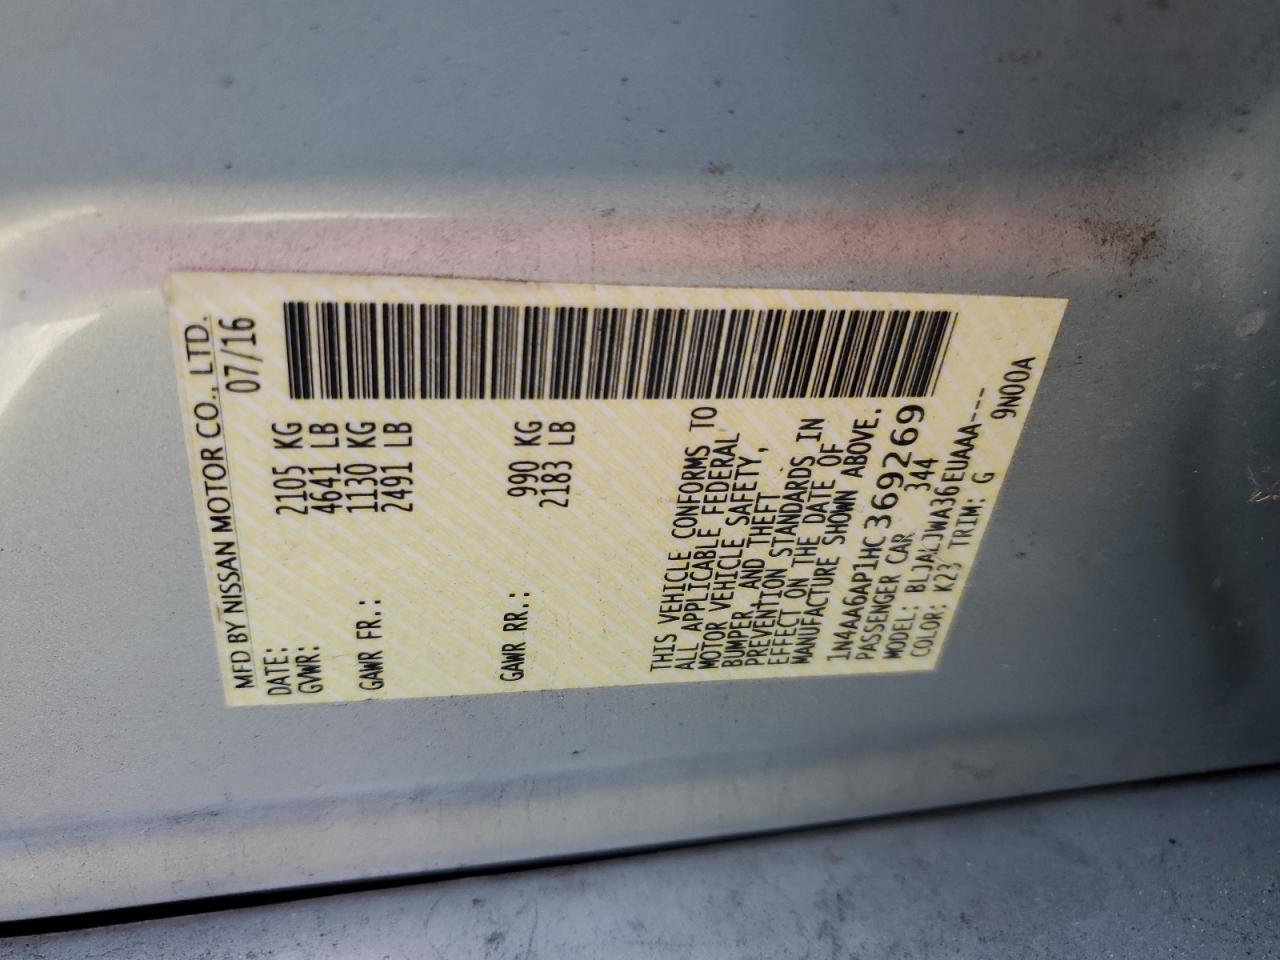 MFD BY NISSAN MOTOR CO., LTD.
DATE: 07/16
GVWR: 2105 KG
4641 LB
GAWR FR.: 1130 KG
2491 LB
GAWR RR.: 990 KG
2183 LB
THIS VEHICLE CONFORMS TO
ALL APPLICABLE FEDERAL
MOTOR VEHICLE SAFETY,
BUMPER, AND THEFT
PREVENTION STANDARDS IN
EFFECT ON THE DATE OF
MANUFACTURE SHOWN ABOVE.
1N4AA6AP1HC369269
PASSENGER CAR 344
MODEL: BLJALJWA36EUAAA---
COLOR: K23 TRIM: G 9N00A